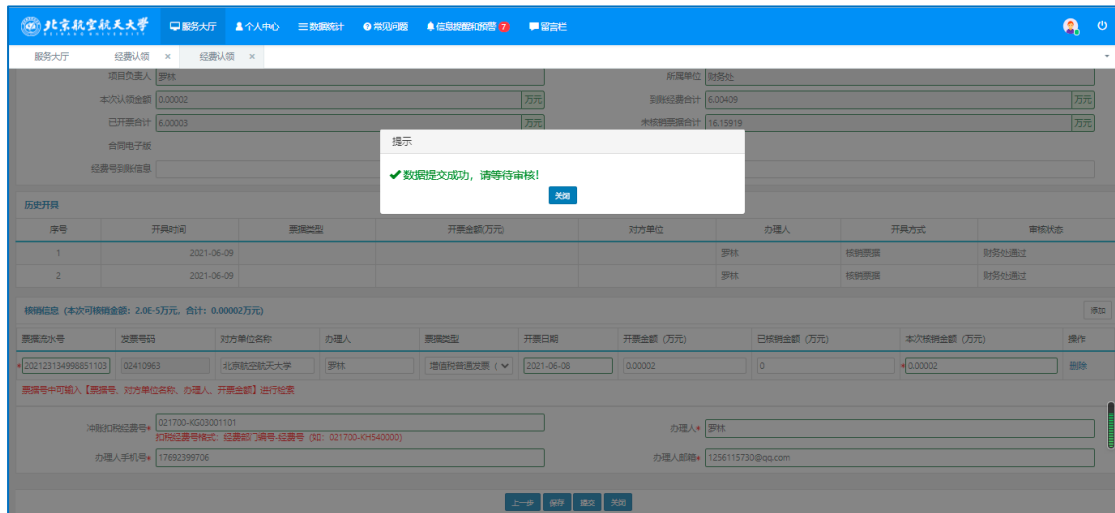 北京航空航天大学 服务大厅 个人中心 数据统计 常见问题 信息提醒和预警 7 留言栏
BEIHANG UNIVERSITY
服务大厅 经费认领 × 经费认领 ×
项目负责人 罗林 所属单位 财务处
本次认领金额 0.00002 万元 到账经费合计 6.00409 万元
已开票合计 6.00003 万元 未核销票据合计 16.15919 万元
合同电子版
经费号到账信息
提示
数据提交成功，请等待审核!
关闭
历史开具
序号 开具时间 票据类型 开票金额(万元) 对方单位 办理人 开具方式 审核状态
1 2021-06-09 罗林 核销票据 财务处通过
2 2021-06-09 罗林 核销票据 财务处通过
核销信息 (本次可核销金额：2.0E-5万元，合计：0.00002万元) 添加
票据流水号 发票号码 对方单位名称 办理人 票据类型 开票日期 开票金额 (万元) 已核销金额 (万元) 本次核销金额 (万元) 操作
*202123134998851103 02410963 北京航空航天大学 罗林 增值税普通发票 ( 2021-06-08 0.00002 0 *0.00002 删除
票据号中可输入【票据号、对方单位名称、办理人、开票金额】进行检索
冲账扣税经费号* 021700-KG03001101 办理人* 罗林
扣税经费号格式：经费部门编号-经费号 (如：021700-KH540000)
办理人手机号* 17692399706 办理人邮箱* 1256115730@qq.com
上一步 保存 提交 关闭